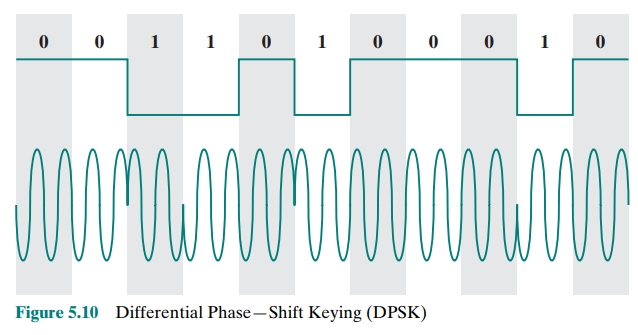 0 0 1 1 0 1 0 0 0 1 0
Figure 5.10 Differential Phase—Shift Keying (DPSK)